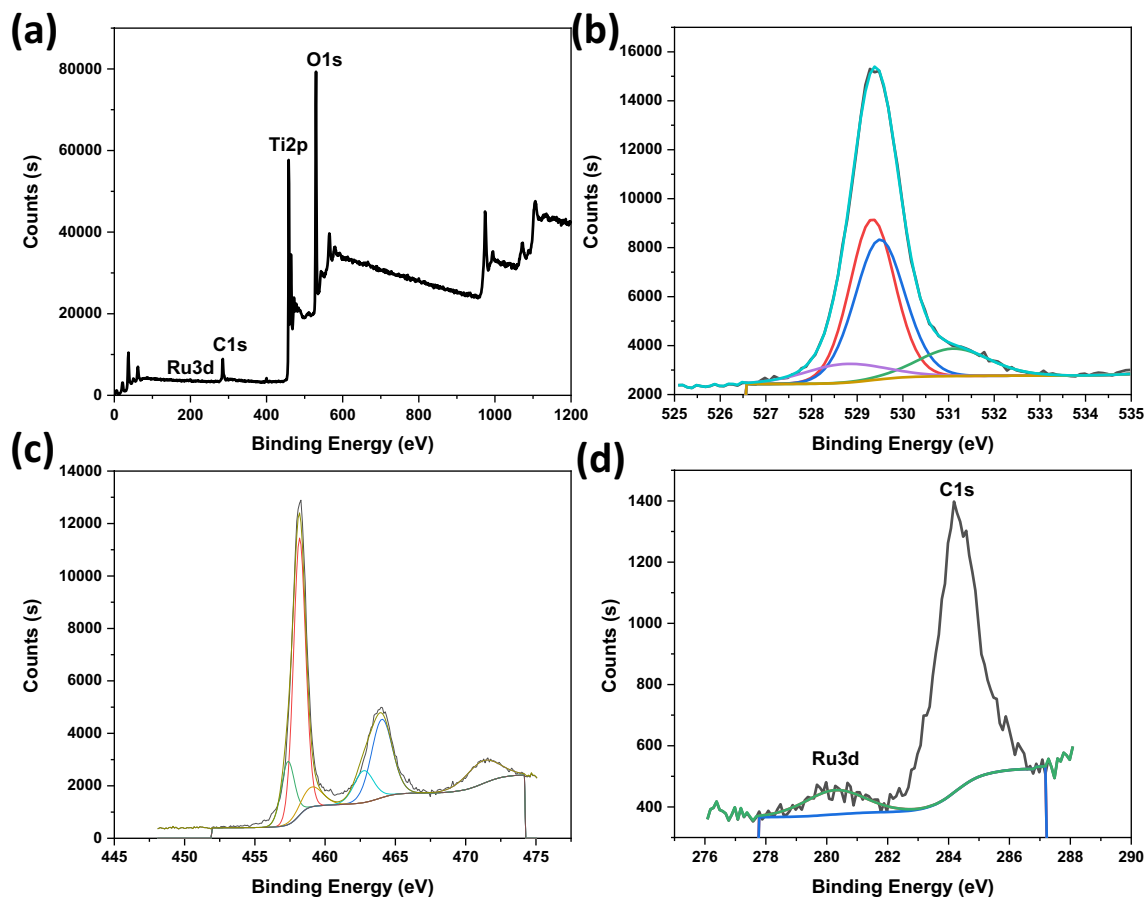 (a)
80000
60000
40000
20000
0
Counts (s)
O1s
Ti2p
C1s
Ru3d
0 200 400 600 800 1000 1200
Binding Energy (eV)
(b)
16000
14000
12000
10000
8000
6000
4000
2000
Counts (s)
525 526 527 528 529 530 531 532 533 534 535
Binding Energy (eV)
(c)
14000
12000
10000
8000
6000
4000
2000
0
Counts (s)
445 450 455 460 465 470 475
Binding Energy (eV)
(d)
1400
1200
1000
800
600
400
Counts (s)
C1s
Ru3d
276 278 280 282 284 286 288 290
Binding Energy (eV)